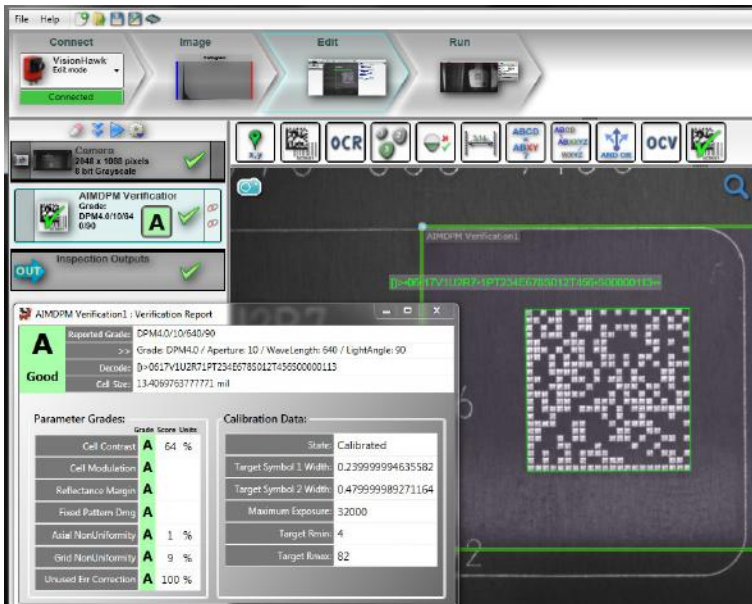 File Help
Connect
Image
Edit
Run
VisionHawk
Edit mode
Connected
x,y
OCR
ABCD
ABXY
?
AND OR
OCV
Camera
2048 x 1088 pixels
8 bit Grayscale
AIMDPM Verification
Grade:
DPM4.0/10/64
0/90
A
OUT
Inspection Outputs
AIMDPM Verification1
AIMDPM Verification1 : Verification Report
A
Good
Reported Grade: DPM4.0/10/640/90
>> Grade: DPM4.0 / Aperture: 10 / WaveLength: 640 / LightAngle: 90
Decode: [)>0617V1U2R71PT234E678S012T456S00000113
Cell Size: 13.4069763777771 mil
Parameter Grades:
Grade Score Units
Cell Contrast A 64 %
Cell Modulation A
Reflectance Margin A
Fixed Pattern Dmg A
Axial NonUniformity A 1 %
Grid NonUniformity A 9 %
Unused Err Correction A 100 %
Calibration Data:
State: Calibrated
Target Symbol 1 Width: 0.239999994635582
Target Symbol 2 Width: 0.479999989271164
Maximum Exposure: 32000
Target Rmin: 4
Target Rmax: 82